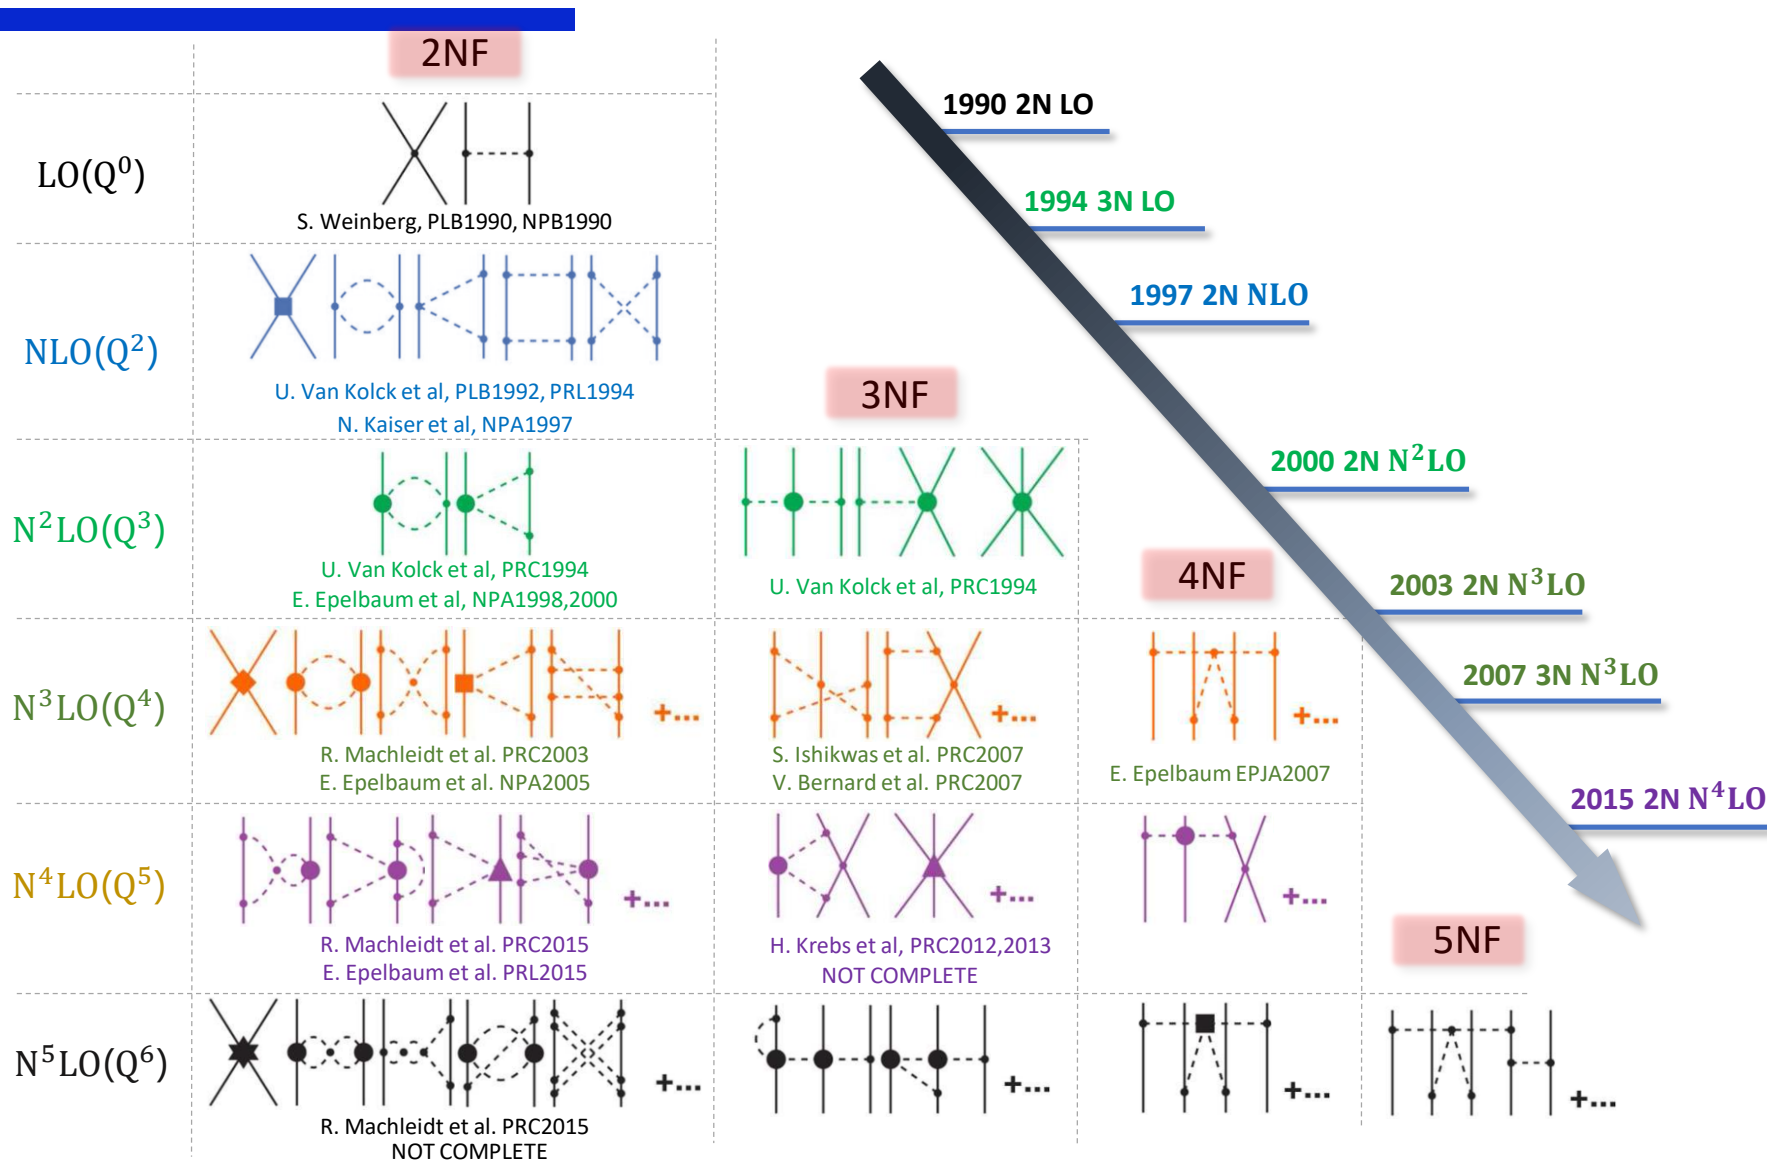 2NF
LO(Q⁰)
S. Weinberg, PLB1990, NPB1990
1990 2N LO
1994 3N LO
1997 2N NLO
2000 2N N²LO
2003 2N N³LO
2007 3N N³LO
2015 2N N⁴LO
NLO(Q²)
U. Van Kolck et al, PLB1992, PRL1994
N. Kaiser et al, NPA1997
3NF
N²LO(Q³)
U. Van Kolck et al, PRC1994
E. Epelbaum et al, NPA1998,2000
U. Van Kolck et al, PRC1994
4NF
N³LO(Q⁴)
+...
R. Machleidt et al. PRC2003
E. Epelbaum et al. NPA2005
+...
S. Ishikwas et al. PRC2007
V. Bernard et al. PRC2007
+...
E. Epelbaum EPJA2007
N⁴LO(Q⁵)
+...
R. Machleidt et al. PRC2015
E. Epelbaum et al. PRL2015
+...
H. Krebs et al, PRC2012,2013
NOT COMPLETE
+...
5NF
N⁵LO(Q⁶)
+...
R. Machleidt et al. PRC2015
NOT COMPLETE
+...
+...
+...